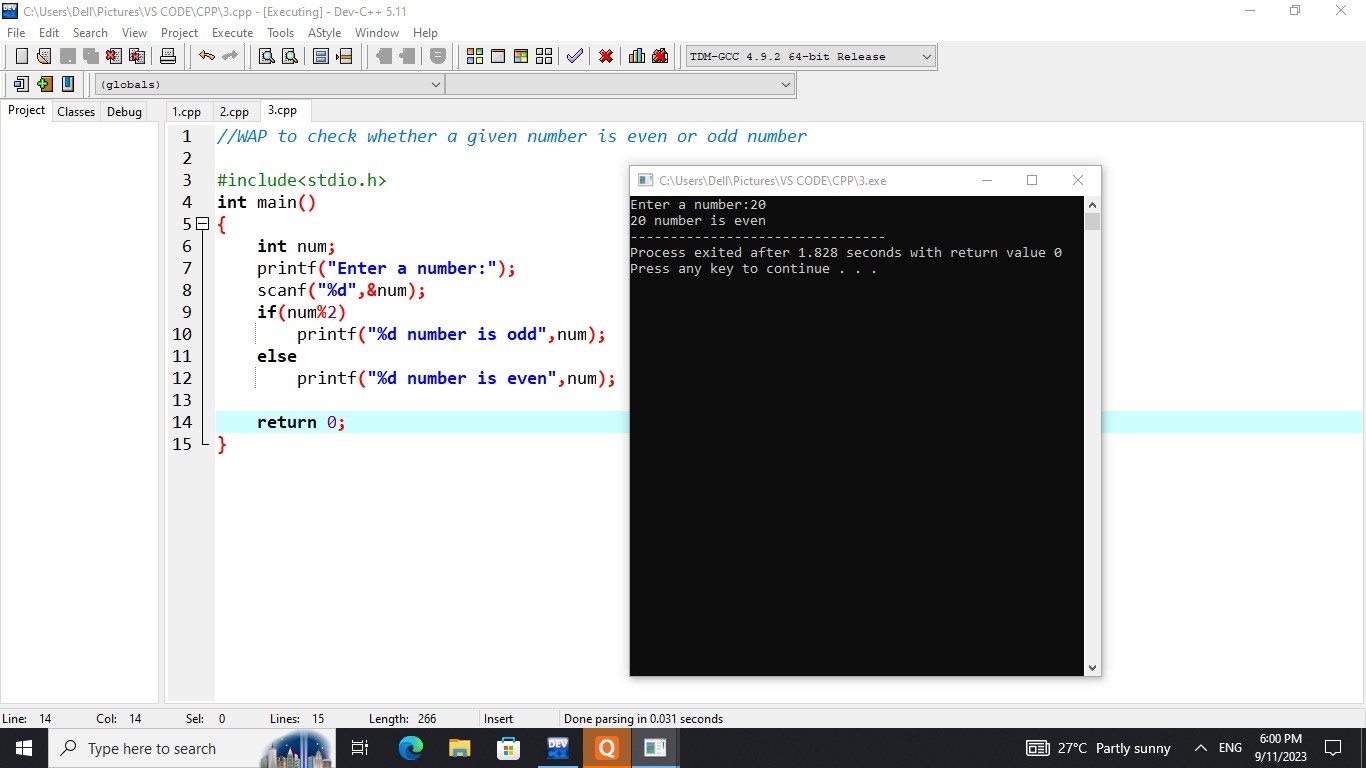 C:\Users\Dell\Pictures\VS CODE\CPP\3.cpp - [Executing] - Dev-C++ 5.11
File Edit Search View Project Execute Tools AStyle Window Help
TDM-GCC 4.9.2 64-bit Release
(globals)
Project Classes Debug 1.cpp 2.cpp 3.cpp
1 //WAP to check whether a given number is even or odd number
2
3 #include<stdio.h>
4 int main()
5 {
6 int num;
7 printf("Enter a number:");
8 scanf("%d",&num);
9 if(num%2)
10 printf("%d number is odd",num);
11 else
12 printf("%d number is even",num);
13
14 return 0;
15 }
C:\Users\Dell\Pictures\VS CODE\CPP\3.exe
Enter a number:20
20 number is even
--------------------------------
Process exited after 1.828 seconds with return value 0
Press any key to continue . . .
Line: 14 Col: 14 Sel: 0 Lines: 15 Length: 266 Insert Done parsing in 0.031 seconds
Type here to search
DEV
Q
27°C Partly sunny
ENG
6:00 PM
9/11/2023